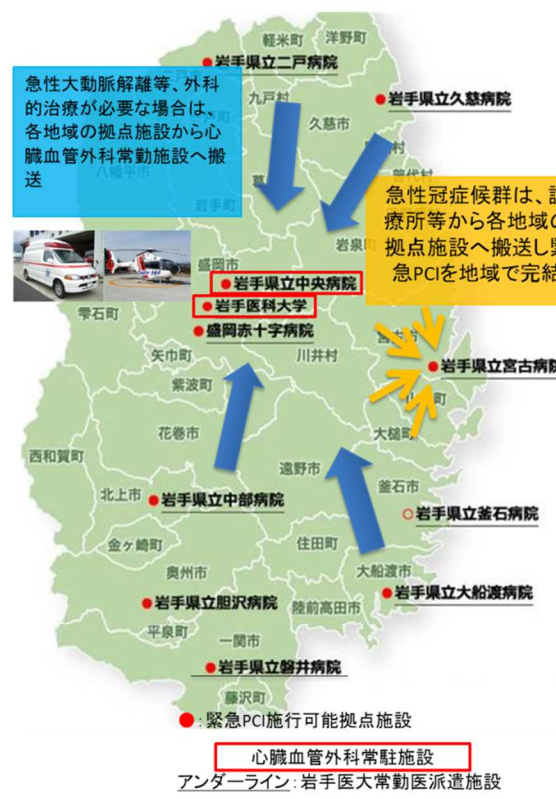 軽米町
洋野町
岩手県立二戸病院
九戸村
岩手県立久慈病院
久慈市
急性大動脈解離等、外科
的治療が必要な場合は、
各地域の拠点施設から心
臓血管外科常勤施設へ搬
送
八幡平市
岩手町
村
普代村
急性冠症候群は、
療所等から各地域の
拠点施設へ搬送し
急PCIを地域で完結
岩泉
盛岡市
岩手県立中央病院
雫石町
岩手医科大学
盛岡赤十字病院
矢巾町
川井村
岩手県立宮古病院
紫波町
町
花巻市
大槌町
西和賀町
遠野市
釜石市
北上市
岩手県立中部病院
岩手県立釜石病院
金ヶ崎町
住田町
奥州市
大船渡市
岩手県立胆沢病院
岩手県立大船渡病院
陸前高田市
平泉町
一関市
岩手県立磐井病院
藤沢町
●:緊急PCI施行可能拠点施設
心臓血管外科常駐施設
アンダーライン:岩手医大常勤医派遣施設